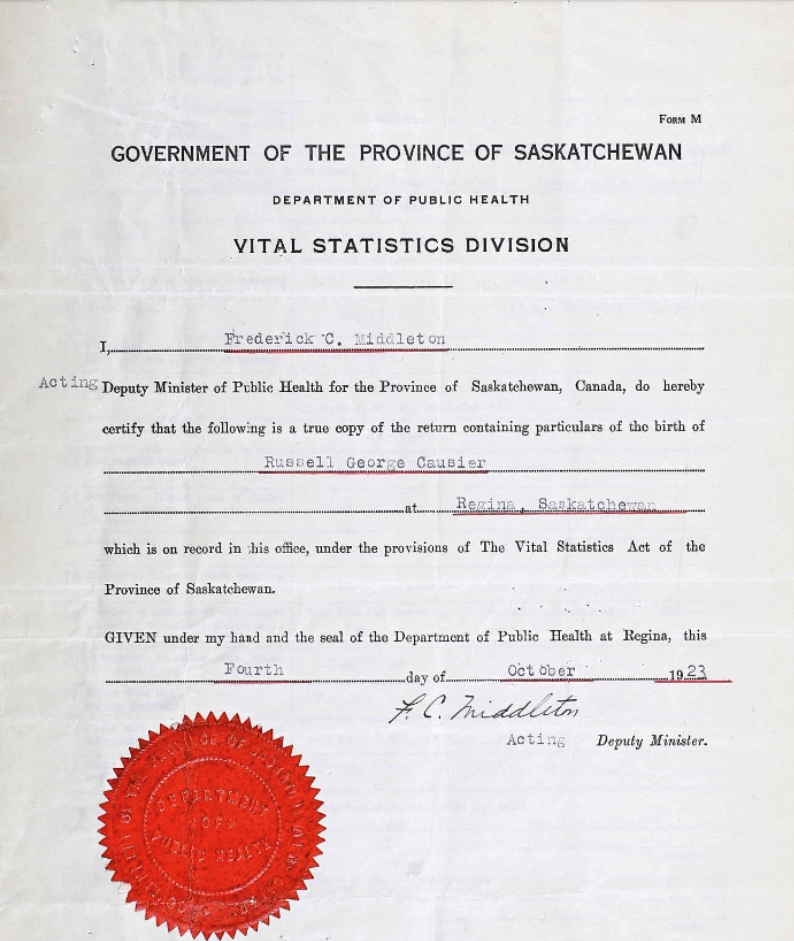 FORM M
GOVERNMENT OF THE PROVINCE OF SASKATCHEWAN
DEPARTMENT OF PUBLIC HEALTH
VITAL STATISTICS DIVISION
I, Frederick C. Middleton
Acting Deputy Minister of Public Health for the Province of Saskatchewan, Canada, do hereby
certify that the following is a true copy of the return containing particulars of the birth of
Russell George Causier
at Regina, Saskatchewan
which is on record in this office, under the provisions of The Vital Statistics Act of the
Province of Saskatchewan.
GIVEN under my hand and the seal of the Department of Public Health at Regina, this
Fourth day of October 1923
F. C. Middleton
Acting Deputy Minister.
DEPARTMENT
OF
PUBLIC HEALTH